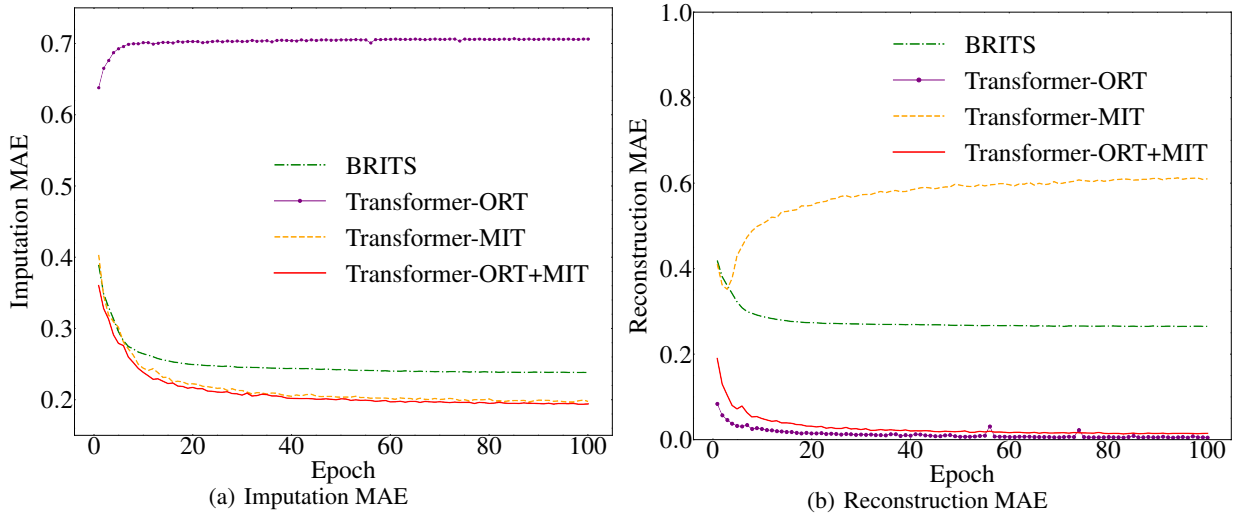 0.7
0.6
0.5
0.4
0.3
0.2
Imputation MAE
BRITS
Transformer-ORT
Transformer-MIT
Transformer-ORT+MIT
0 20 40 60 80 100
Epoch
(a) Imputation MAE
1.0
0.8
0.6
0.4
0.2
0.0
Reconstruction MAE
BRITS
Transformer-ORT
Transformer-MIT
Transformer-ORT+MIT
0 20 40 60 80 100
Epoch
(b) Reconstruction MAE